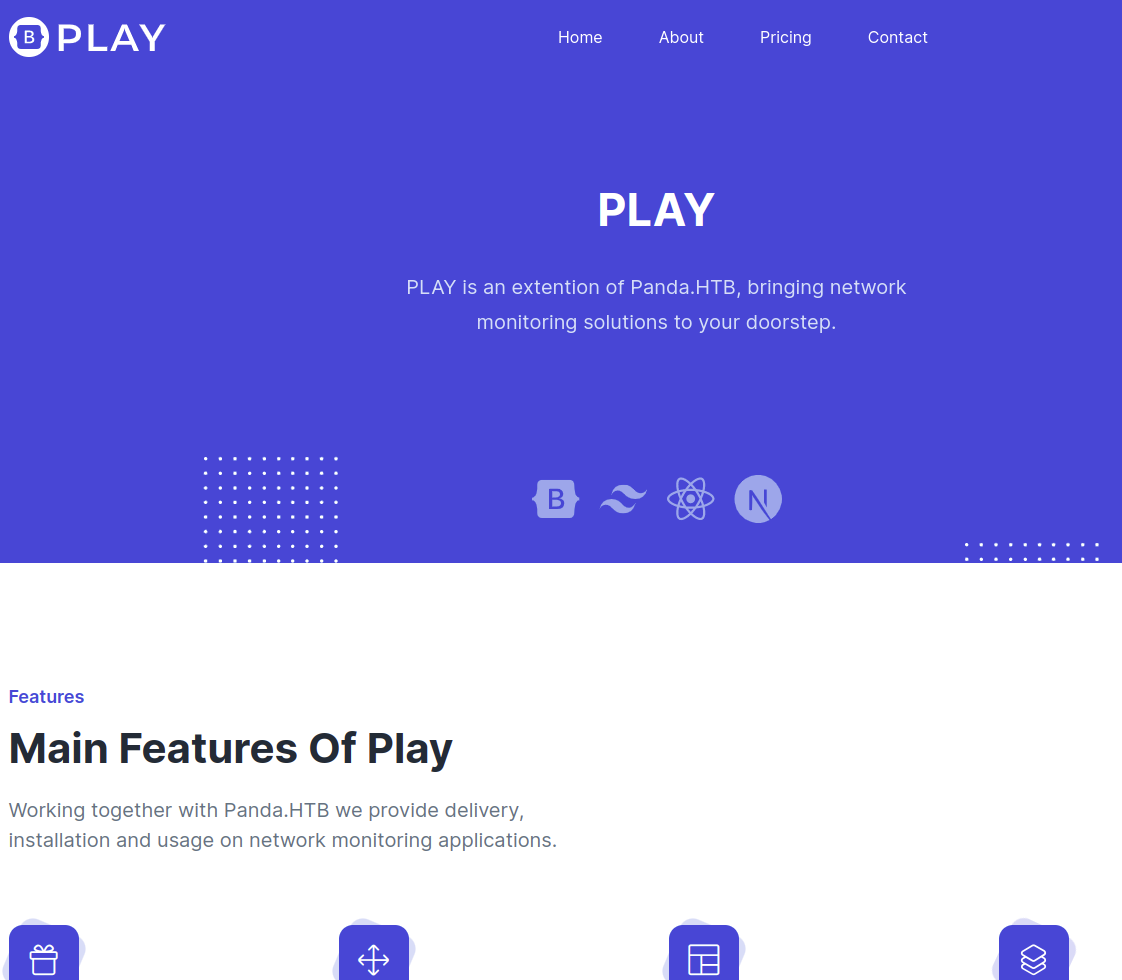 B PLAY
Home About Pricing Contact
PLAY
PLAY is an extention of Panda.HTB, bringing network
monitoring solutions to your doorstep.
B N
Features
Main Features Of Play
Working together with Panda.HTB we provide delivery,
installation and usage on network monitoring applications.